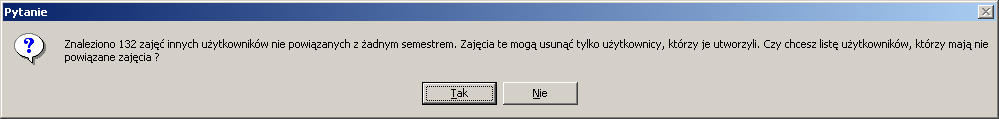 Pytanie
Znaleziono 132 zajęć innych użytkowników nie powiązanych z żadnym semestrem. Zajęcia te mogą usunąć tylko użytkownicy, którzy je utworzyli. Czy chcesz listę użytkowników, którzy mają nie
powiązane zajęcia ?
Tak Nie